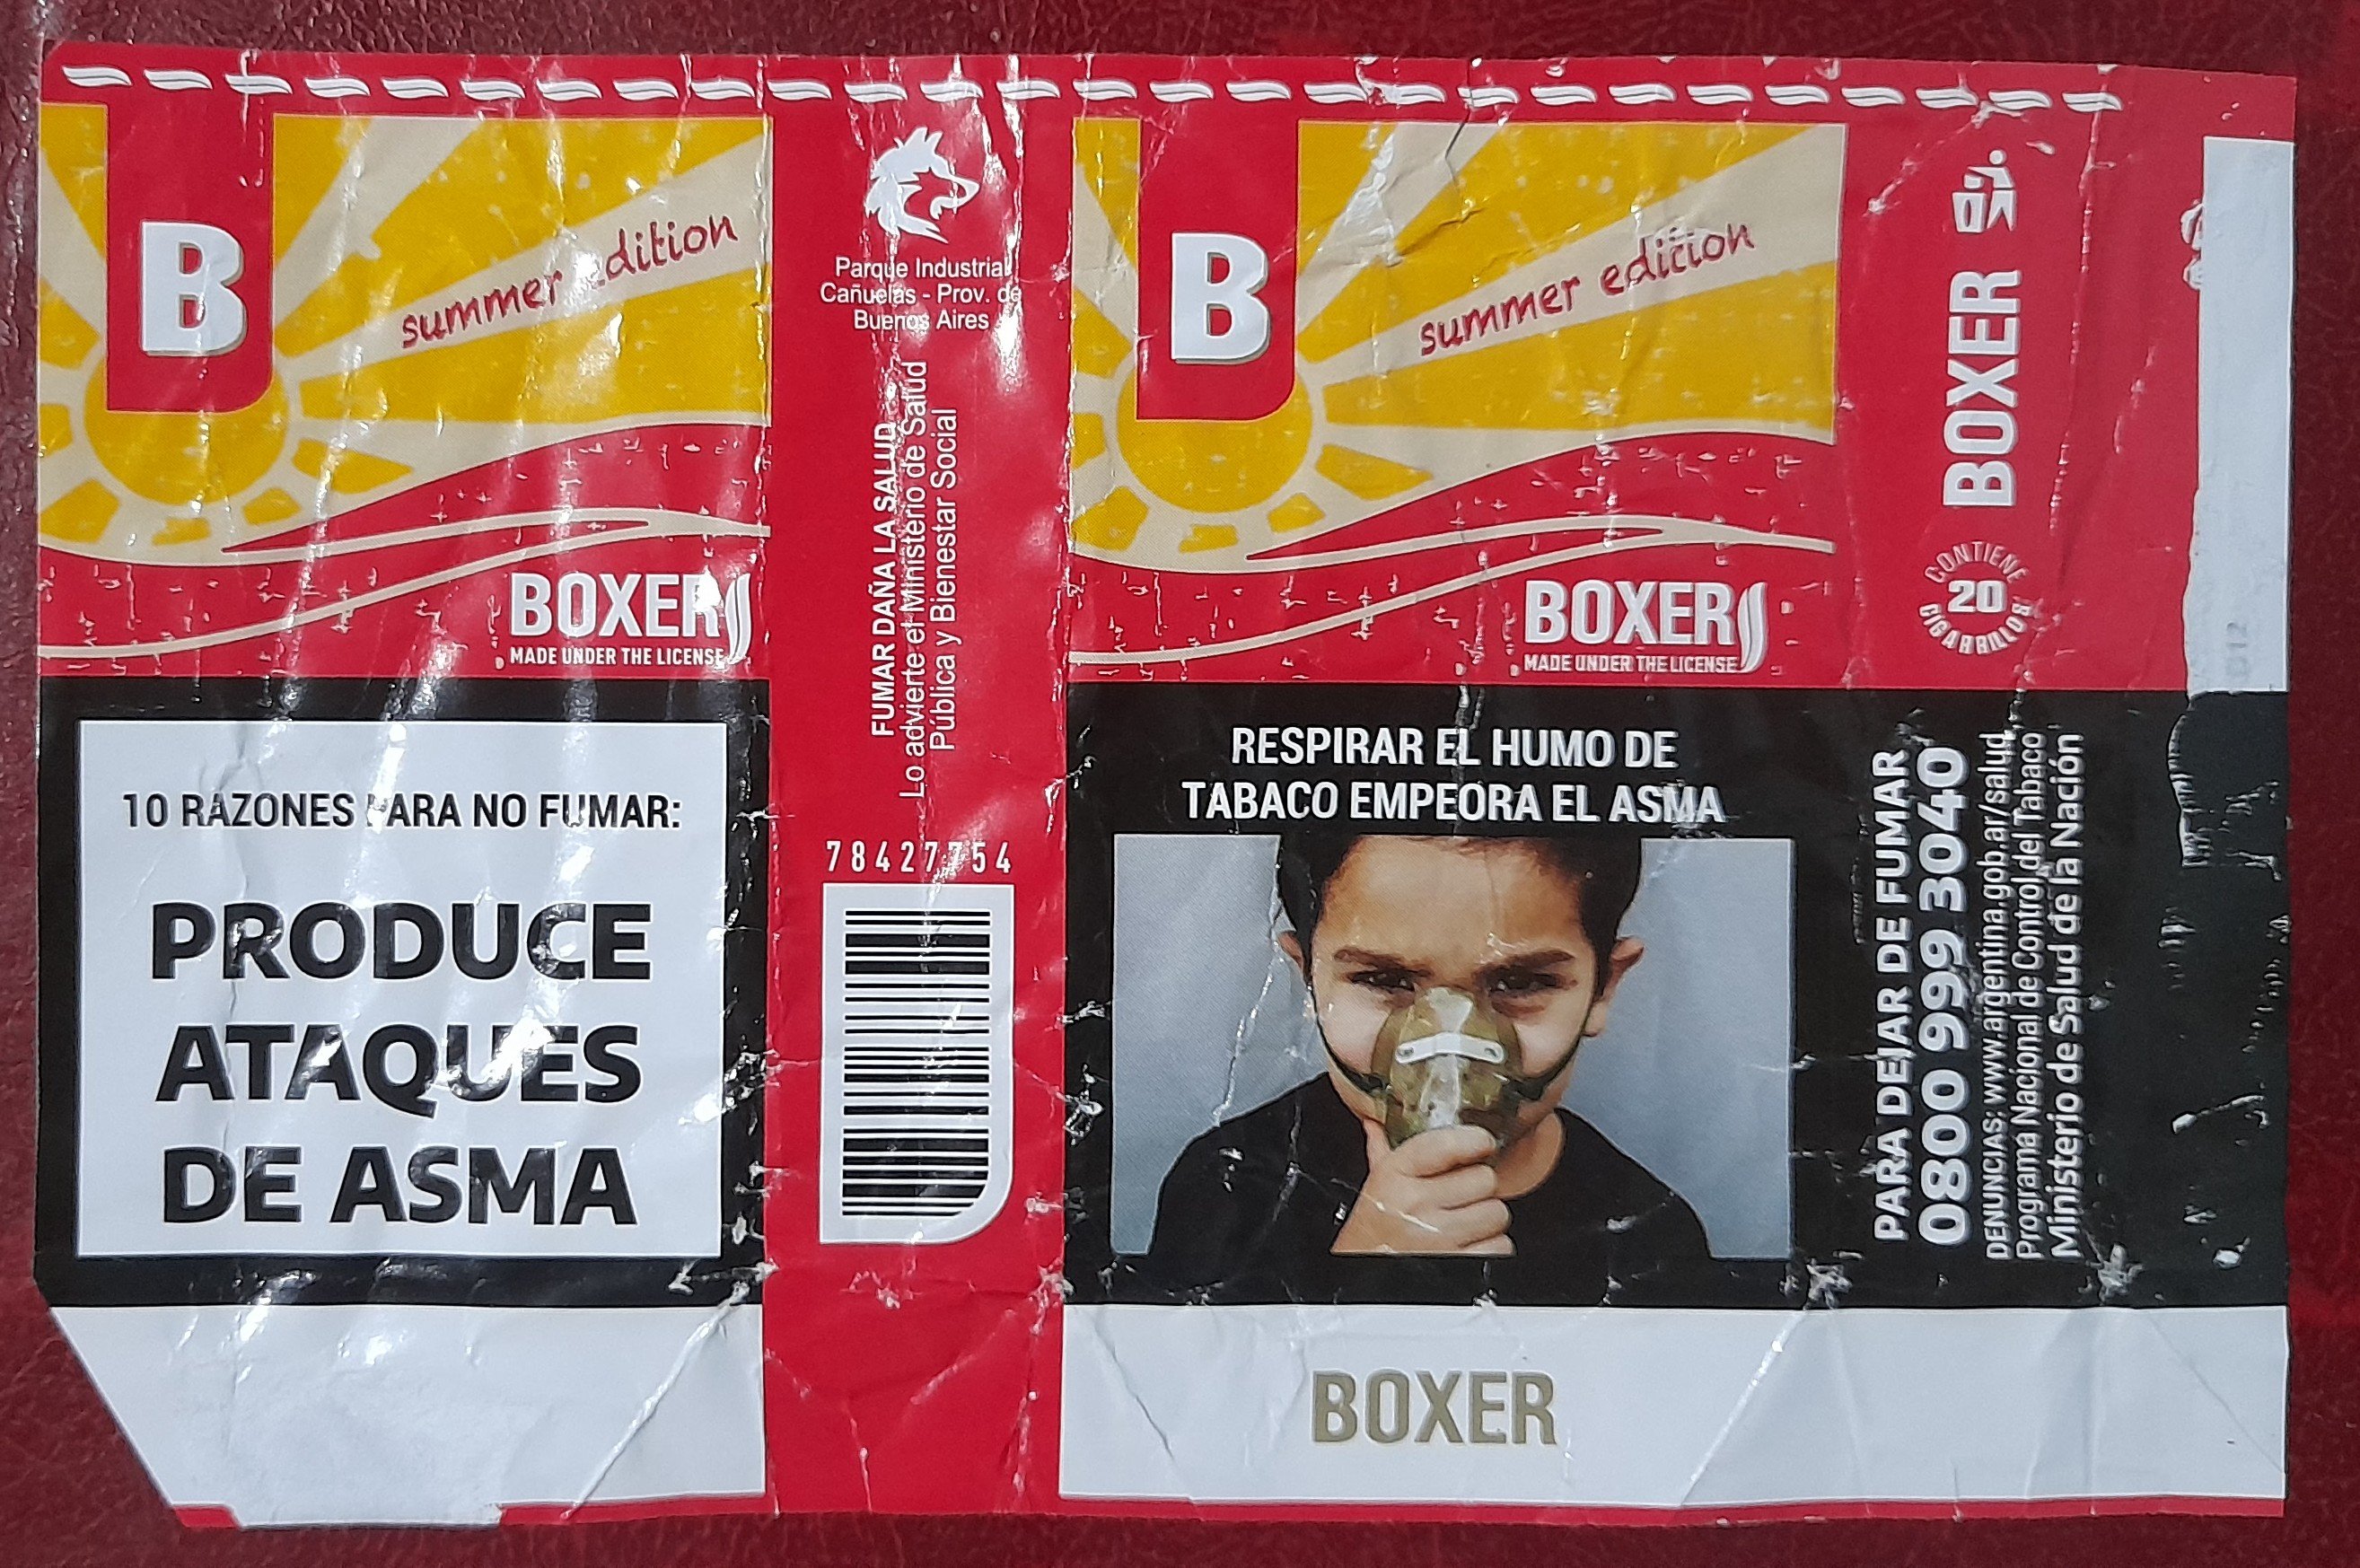 B
summer edition
BOXER
MADE UNDER THE LICENSE
10 RAZONES PARA NO FUMAR:
PRODUCE
ATAQUES
DE ASMA
Parque Industrial
Cañuelas - Prov. de
Buenos Aires
FUMAR DAÑA LA SALUD
Lo advierte el Ministerio de Salud
Pública y Bienestar Social
78427754
B
summer edition
BOXER
MADE UNDER THE LICENSE
RESPIRAR EL HUMO DE
TABACO EMPEORA EL ASMA
BOXER
BOXER
CONTIENE
20
CIGARRILLOS
PARA DEJAR DE FUMAR
0800 999 3040
DENUNCIAS: www.argentina.gob.ar/salud
Programa Nacional de Control del Tabaco
Ministerio de Salud de la Nación
D12